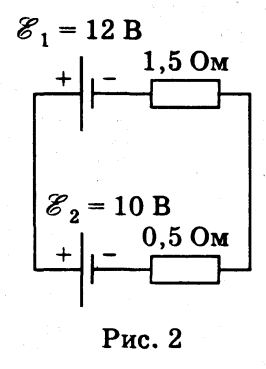 ℰ₁ = 12 В
+ −
1,5 Ом
ℰ₂ = 10 В
+ −
0,5 Ом
Рис. 2